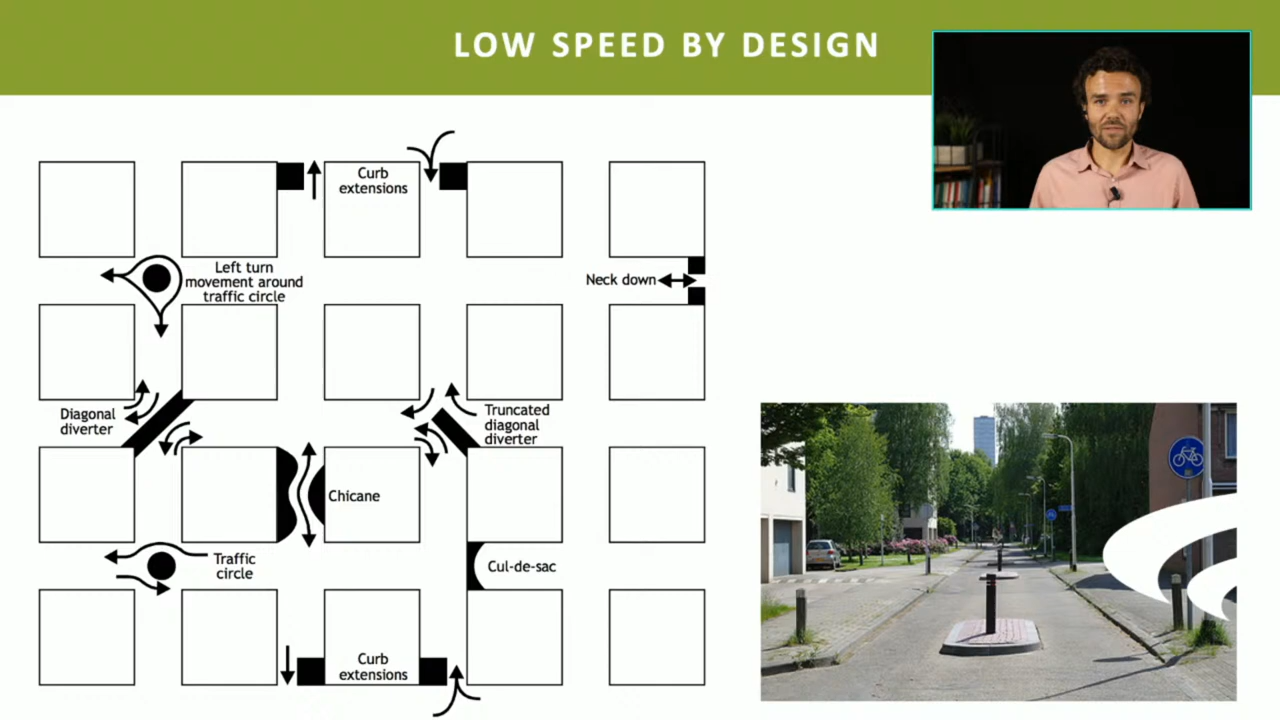 LOW SPEED BY DESIGN
Curb
extensions
Left turn
movement around
traffic circle
Neck down
Diagonal
diverter
Truncated
diagonal
diverter
Chicane
Traffic
circle
Cul-de-sac
Curb
extensions